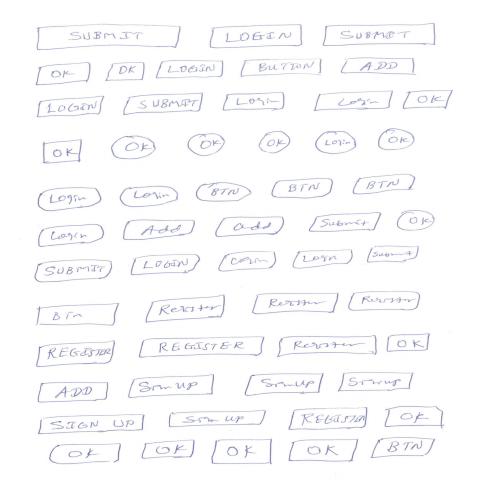 SUBMIT LOGIN SUBMIT
OK OK LOGIN BUTTON ADD
LOGIN SUBMIT Login Login OK
OK OK OK OK Login OK
Login Login BTN BTN BTN
Login Add add Submit OK
SUBMIT LOGIN Login Login Submit
BTn Register Register Register
REGISTER REGISTER Register OK
ADD SignUp SignUp Signup
SIGN UP Sign Up REGISTER OK
OK OK OK OK BTN